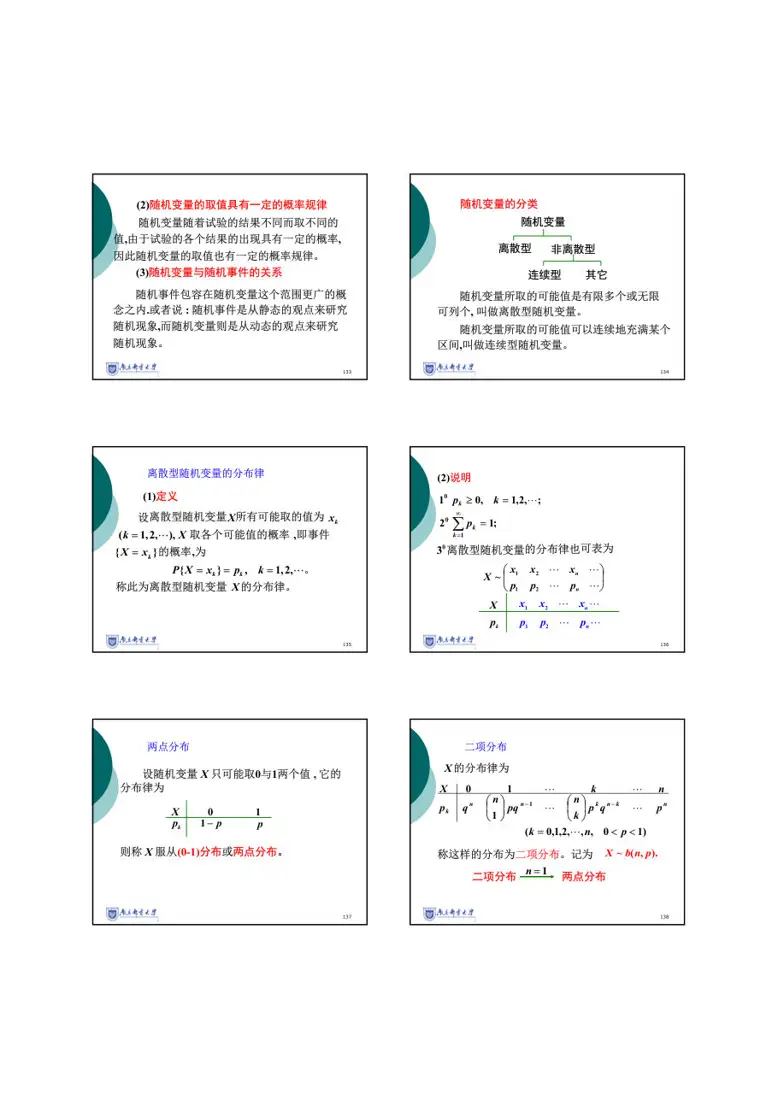 (2)随机变量的取值具有一定的概率规律
随机变量随着试验的结果不同而取不同的
值,由于试验的各个结果的出现具有一定的概率,
因此随机变量的取值也有一定的概率规律。
(3)随机变量与随机事件的关系
随机事件包容在随机变量这个范围更广的概
念之内.或者说 : 随机事件是从静态的观点来研究
随机现象,而随机变量则是从动态的观点来研究
随机现象。
133
随机变量的分类
随机变量
离散型 非离散型
连续型 其它
随机变量所取的可能值是有限多个或无限
可列个, 叫做离散型随机变量。
随机变量所取的可能值可以连续地充满某个
区间,叫做连续型随机变量。
134
离散型随机变量的分布律
(1)定义
设离散型随机变量X所有可能取的值为 xₖ
(k = 1, 2, ⋯), X 取各个可能值的概率 ,即事件
{X = xₖ}的概率,为
P{X = xₖ} = pₖ , k = 1, 2, ⋯。
称此为离散型随机变量 X的分布律。
135
(2)说明
1⁰ pₖ ≥ 0, k = 1,2,⋯;
2⁰ ∑_{k=1}^{∞} pₖ = 1;
3⁰ 离散型随机变量的分布律也可表为
X ~ ( x₁ x₂ ⋯ xₙ ⋯
p₁ p₂ ⋯ pₙ ⋯ )
X x₁ x₂ ⋯ xₙ ⋯
pₖ p₁ p₂ ⋯ pₙ ⋯
136
两点分布
设随机变量 X 只可能取0与1两个值 , 它的
分布律为
X 0 1
pₖ 1 − p p
则称 X 服从(0-1)分布或两点分布。
137
二项分布
X的分布律为
X 0 1 ⋯ k ⋯ n
pₖ qⁿ (n 1) pqⁿ⁻¹ ⋯ (n k) pᵏqⁿ⁻ᵏ ⋯ pⁿ
(k = 0,1,2,⋯,n, 0 < p < 1)
称这样的分布为二项分布。记为 X ~ b(n, p).
二项分布 n = 1 两点分布
138